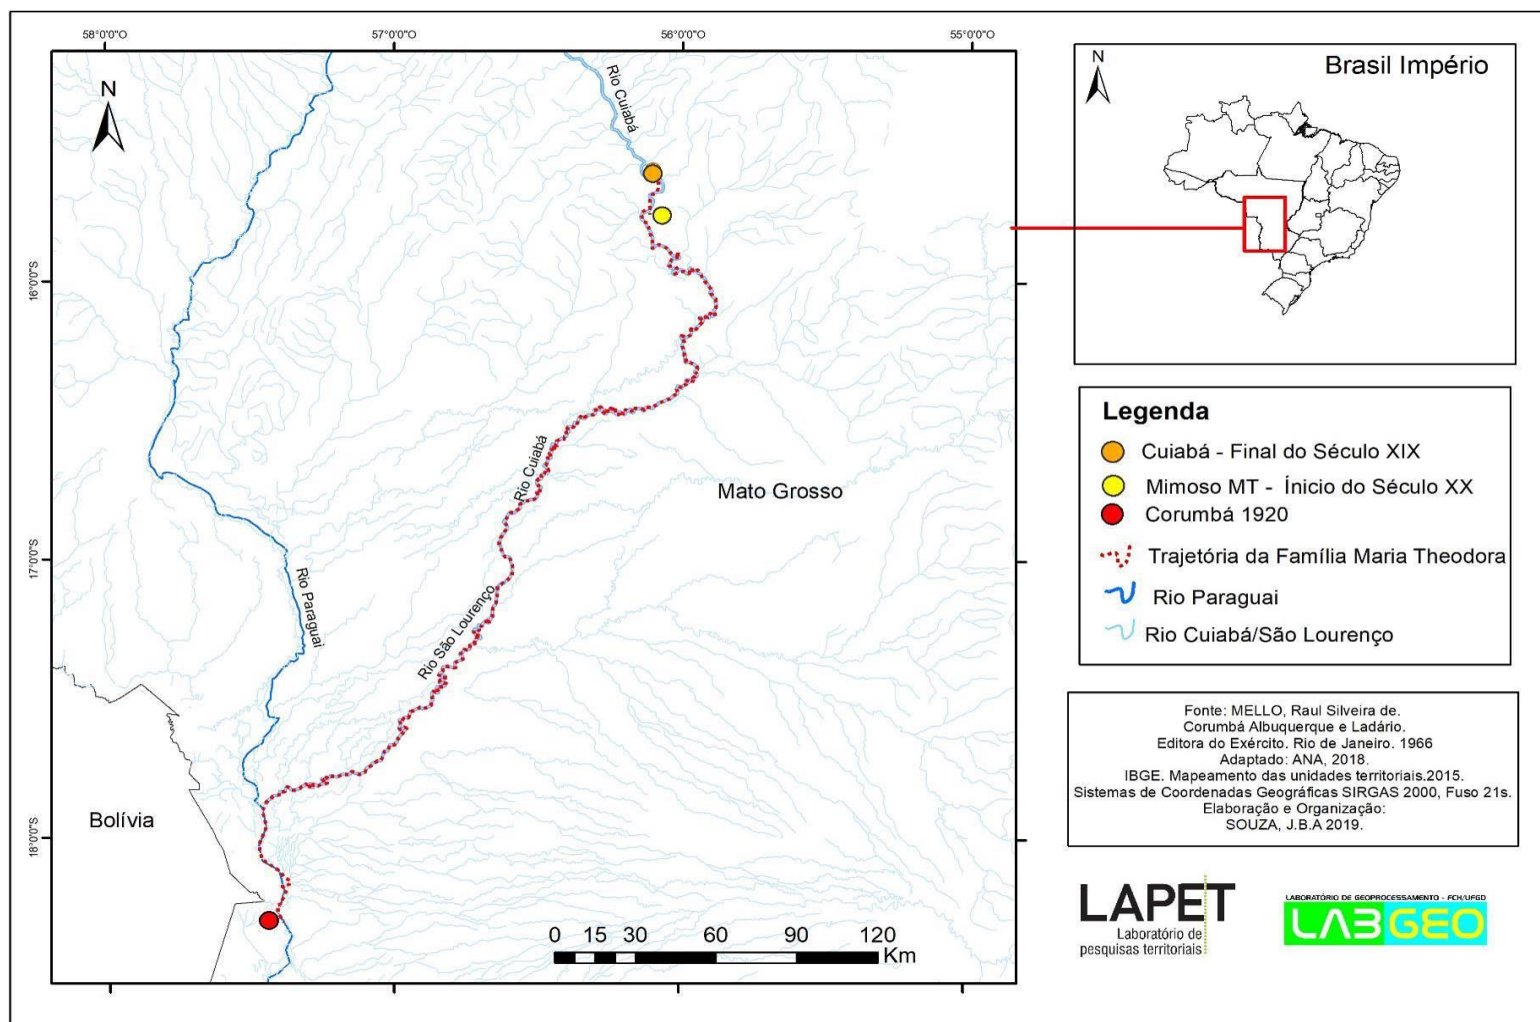 58°0'0"O
57°0'0"O
56°0'0"O
55°0'0"O
N
Rio Cuiabá
16°0'0"S
Rio Cuiabá
Mato Grosso
17°0'0"S
Rio Paraguai
Rio São Lourenço
Bolívia
18°0'0"S
0 15 30 60 90 120
Km
N
Brasil Império
Legenda
Cuiabá - Final do Século XIX
Mimoso MT - Ínicio do Século XX
Corumbá 1920
Trajetória da Família Maria Theodora
Rio Paraguai
Rio Cuiabá/São Lourenço
Fonte: MELLO, Raul Silveira de.
Corumbá Albuquerque e Ladário.
Editora do Exército. Rio de Janeiro. 1966
Adaptado: ANA, 2018.
IBGE. Mapeamento das unidades territoriais.2015.
Sistemas de Coordenadas Geográficas SIRGAS 2000, Fuso 21s.
Elaboração e Organização:
SOUZA, J.B.A 2019.
LAPET
Laboratório de
pesquisas territoriais
LABORATÓRIO DE GEOPROCESSAMENTO - FCH/UFGD
LABGEO